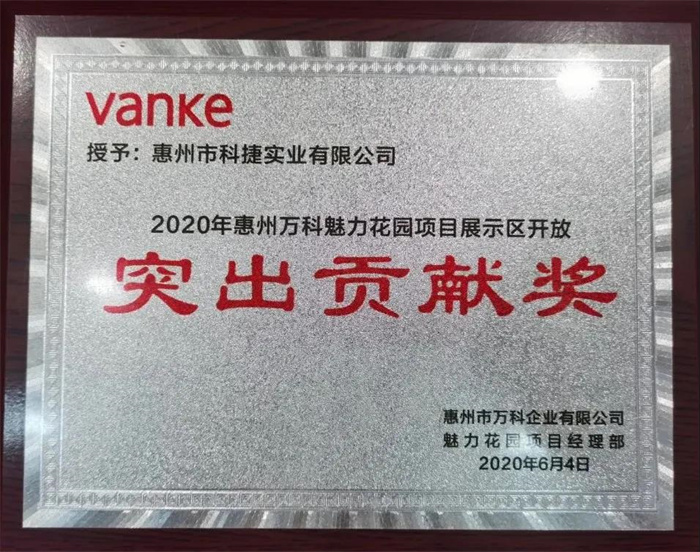 vanke
授予：惠州市科捷实业有限公司
2020年惠州万科魅力花园项目展示区开放
突出贡献奖
惠州市万科企业有限公司
魅力花园项目经理部
2020年6月4日